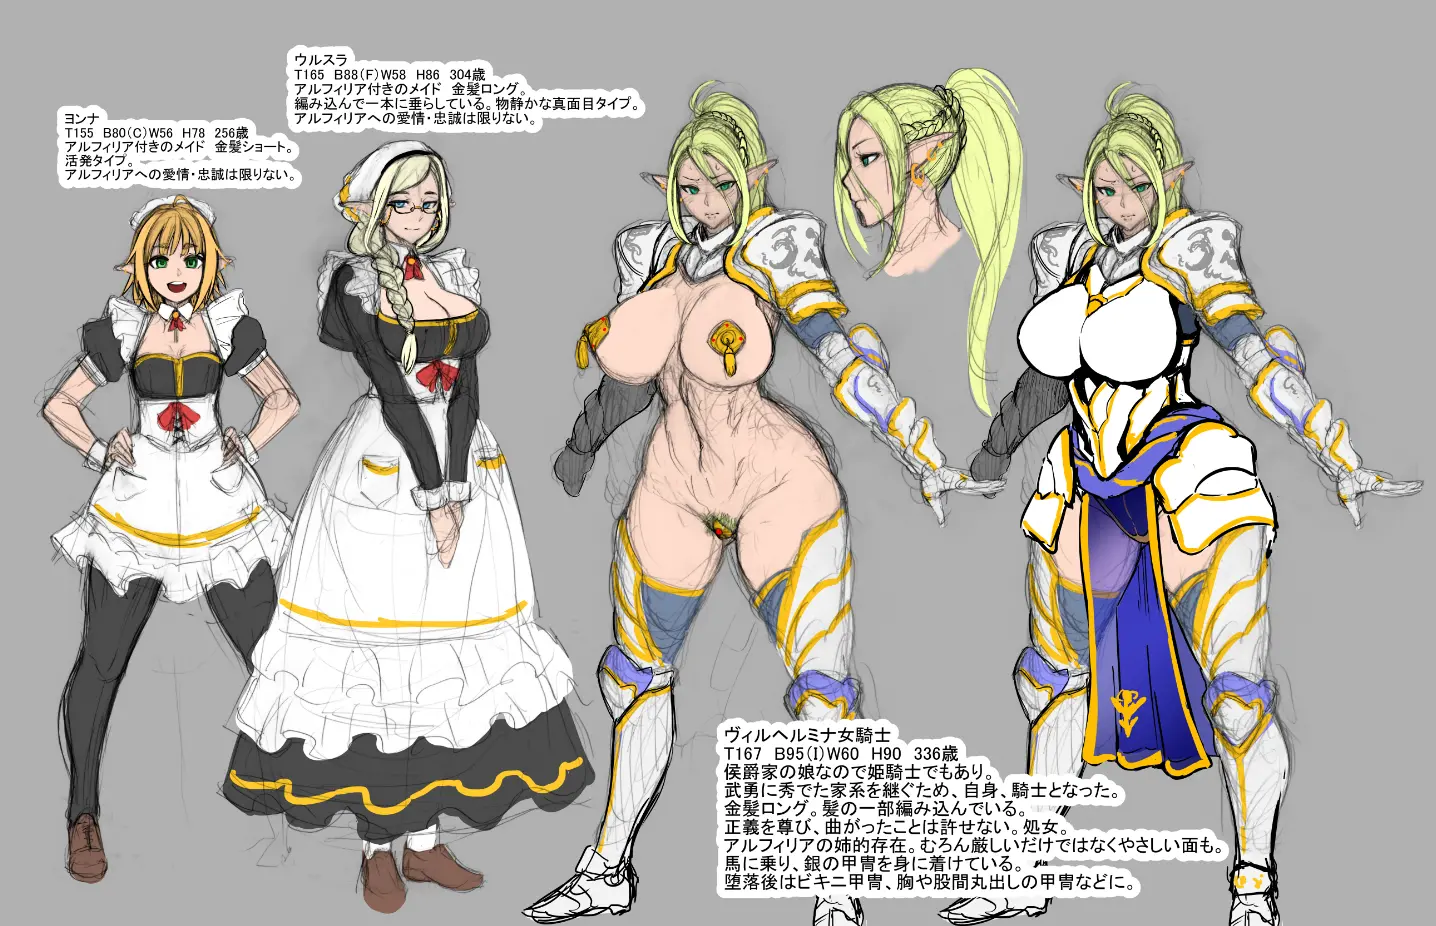 ウルスラ
T165 B88(F)W58 H86 304歳
アルフィリア付きのメイド 金髪ロング。
編み込んで一本に垂らしている。物静かな真面目タイプ。
アルフィリアへの愛情・忠誠は限りない。
ヨンナ
T155 B80(C)W56 H78 256歳
アルフィリア付きのメイド 金髪ショート。
活発タイプ。
アルフィリアへの愛情・忠誠は限りない。
ヴィルヘルミナ女騎士
T167 B95(I)W60 H90 336歳
侯爵家の娘なので姫騎士でもあり。
武勇に秀でた家系を継ぐため、自身、騎士となった。
金髪ロング。髪の一部編み込んでいる。
正義を尊び、曲がったことは許せない。処女。
アルフィリアの姉的存在。むろん厳しいだけではなくやさしい面も。
馬に乗り、銀の甲冑を身に着けている。
堕落後はビキニ甲冑、胸や股間丸出しの甲冑などに。